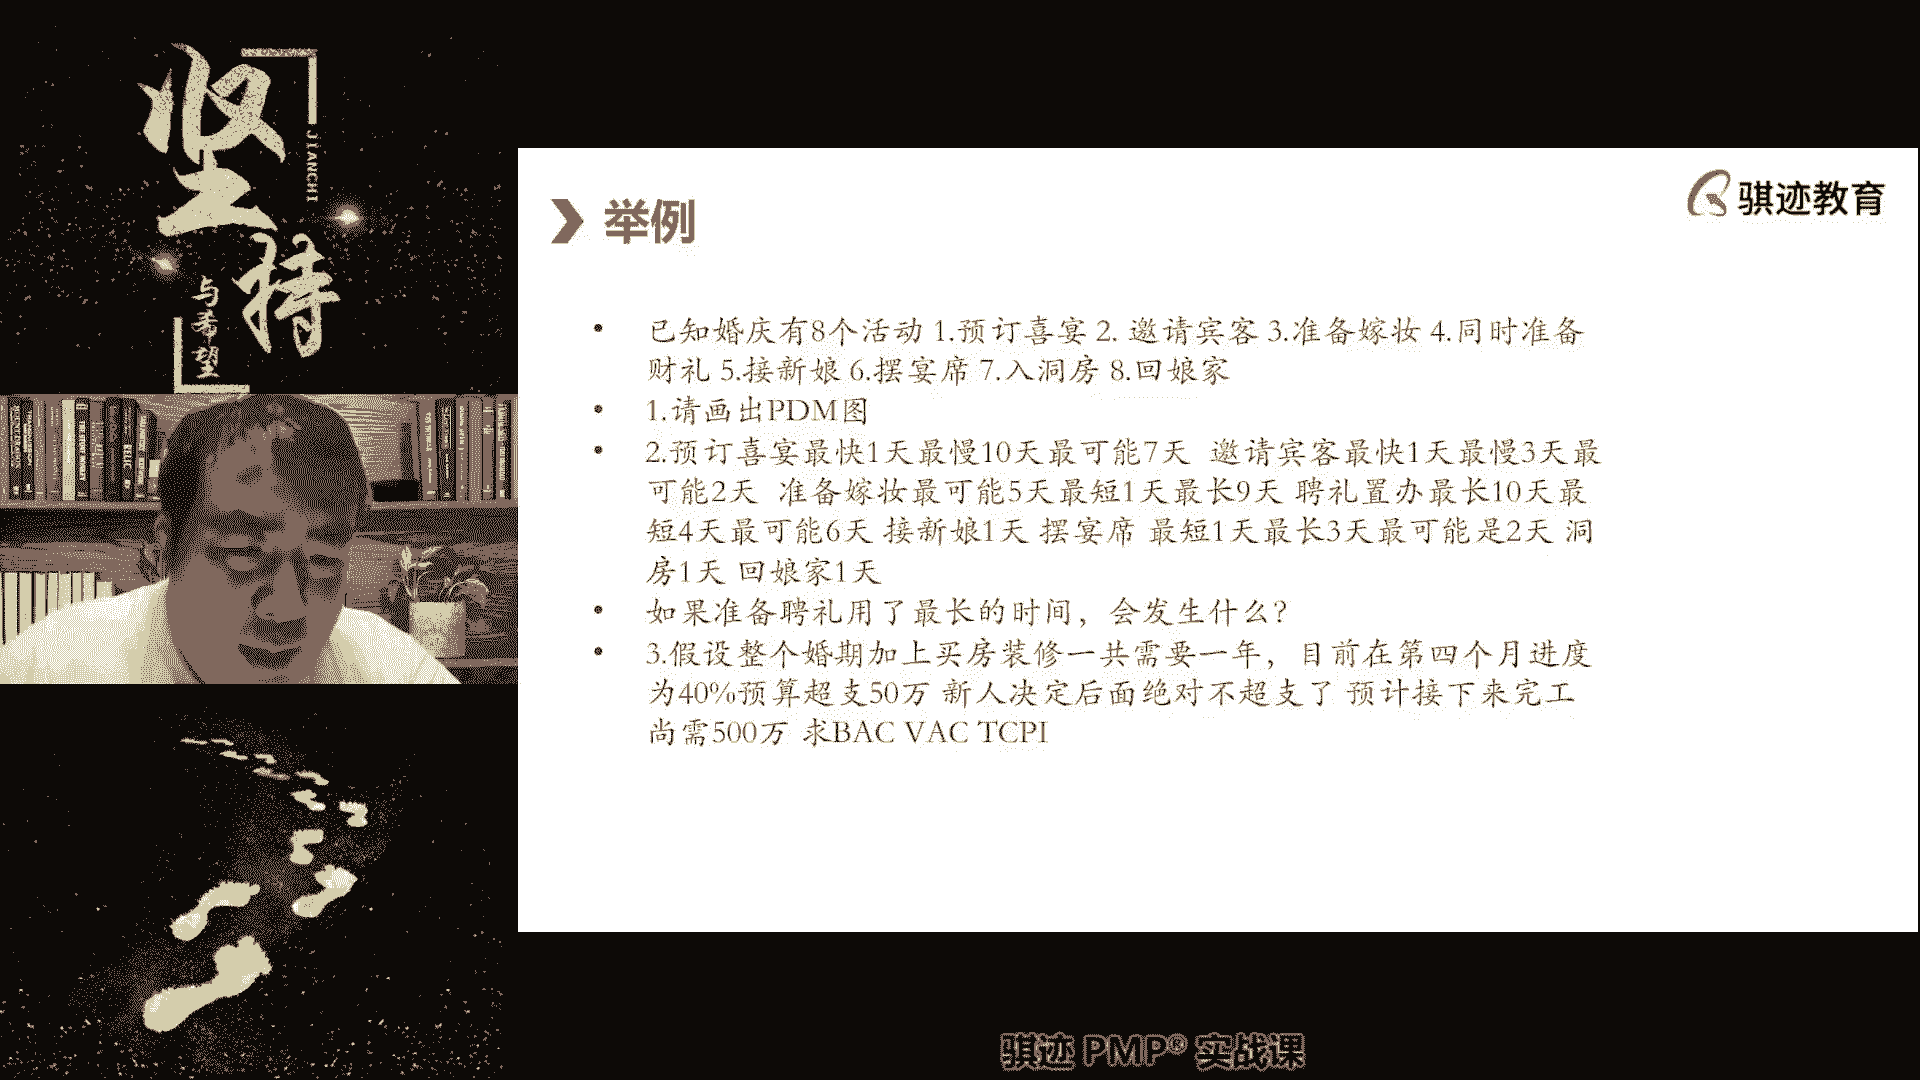 坚持
JIANCHI
与希望
骐迹教育
举例
• 已知婚庆有8个活动 1.预订喜宴 2. 邀请宾客 3.准备嫁妆 4.同时准备
财礼 5.接新娘 6.摆宴席 7.入洞房 8.回娘家
• 1.请画出PDM图
• 2.预订喜宴最快1天最慢10天最可能7天 邀请宾客最快1天最慢3天最
可能2天 准备嫁妆最可能5天最短1天最长9天 聘礼置办最长10天最
短4天最可能6天 接新娘1天 摆宴席 最短1天最长3天最可能是2天 洞
房1天 回娘家1天
• 如果准备聘礼用了最长的时间，会发生什么？
• 3.假设整个婚期加上买房装修一共需要一年，目前在第四个月进度
为40%预算超支50万 新人决定后面绝对不超支了 预计接下来完工
尚需500万 求BAC VAC TCPI
骐迹 PMP® 实战课